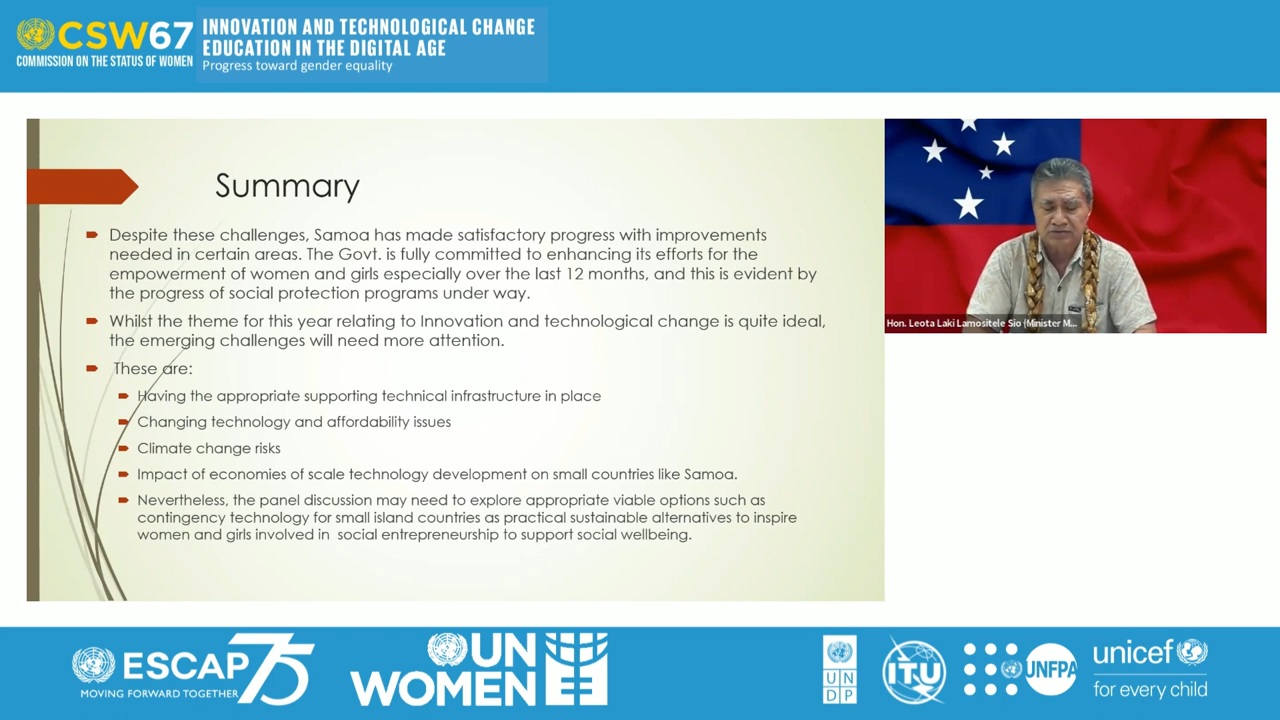 CSW67
COMMISSION ON THE STATUS OF WOMEN
INNOVATION AND TECHNOLOGICAL CHANGE
EDUCATION IN THE DIGITAL AGE
Progress toward gender equality
Summary
Despite these challenges, Samoa has made satisfactory progress with improvements
needed in certain areas. The Govt. is fully committed to enhancing its efforts for the
empowerment of women and girls especially over the last 12 months, and this is evident by
the progress of social protection programs under way.
Whilst the theme for this year relating to Innovation and technological change is quite ideal,
the emerging challenges will need more attention.
These are:
Having the appropriate supporting technical infrastructure in place
Changing technology and affordability issues
Climate change risks
Impact of economies of scale technology development on small countries like Samoa.
Nevertheless, the panel discussion may need to explore appropriate viable options such as
contingency technology for small island countries as practical sustainable alternatives to inspire
women and girls involved in social entrepreneurship to support social wellbeing.
Hon. Leota Laki Lamositele Sio (Minister M...
ESCAP 75
MOVING FORWARD TOGETHER
UN
WOMEN
U N
D P
ITU
UNFPA
unicef
for every child